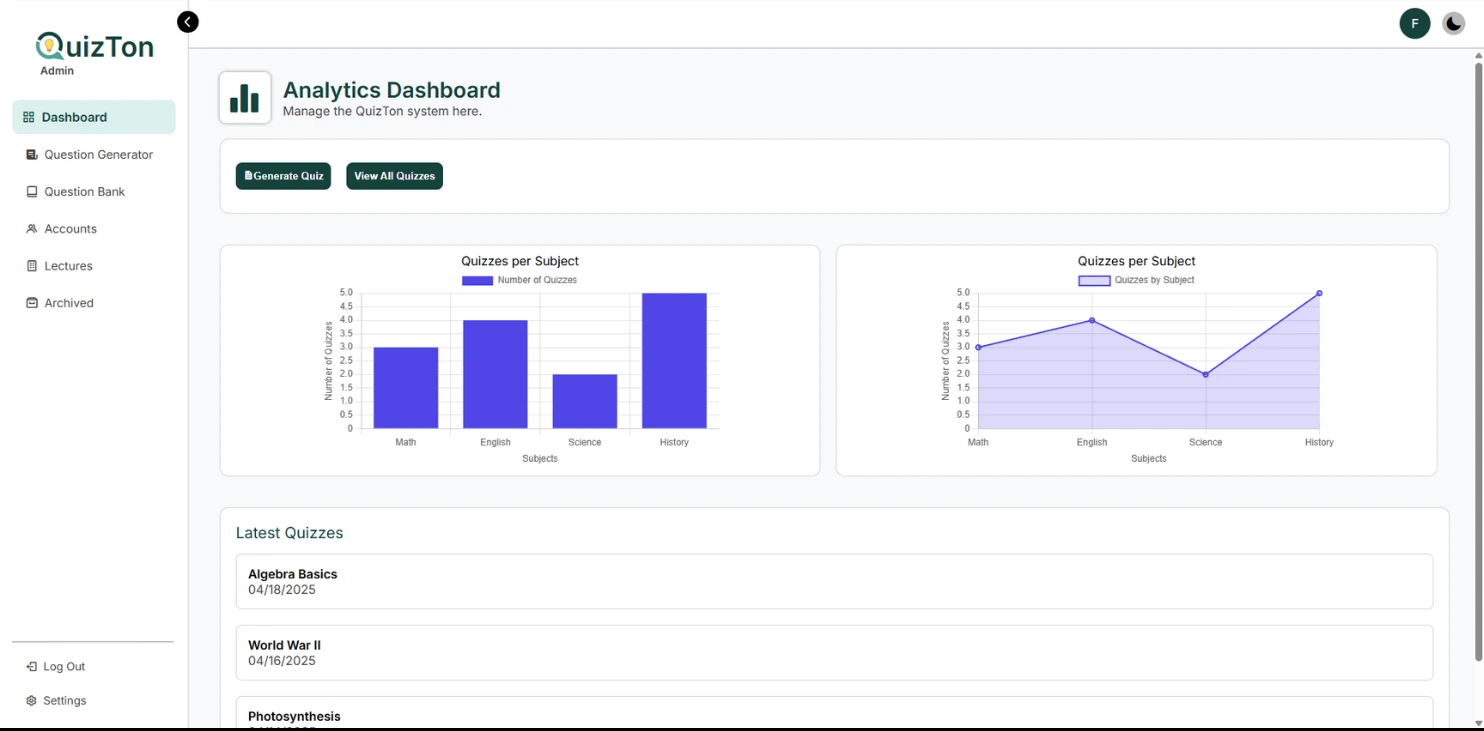 QuizTon
Admin
Dashboard
Question Generator
Question Bank
Accounts
Lectures
Archived
Log Out
Settings
F
Analytics Dashboard
Manage the QuizTon system here.
Generate Quiz
View All Quizzes
Quizzes per Subject
Number of Quizzes
5.0
4.5
4.0
3.5
3.0
2.5
2.0
1.5
1.0
0.5
0
Number of Quizzes
Math English Science History
Subjects
Quizzes per Subject
Quizzes by Subject
5.0
4.5
4.0
3.5
3.0
2.5
2.0
1.5
1.0
0.5
0
Number of Quizzes
Math English Science History
Subjects
Latest Quizzes
Algebra Basics
04/18/2025
World War II
04/16/2025
Photosynthesis